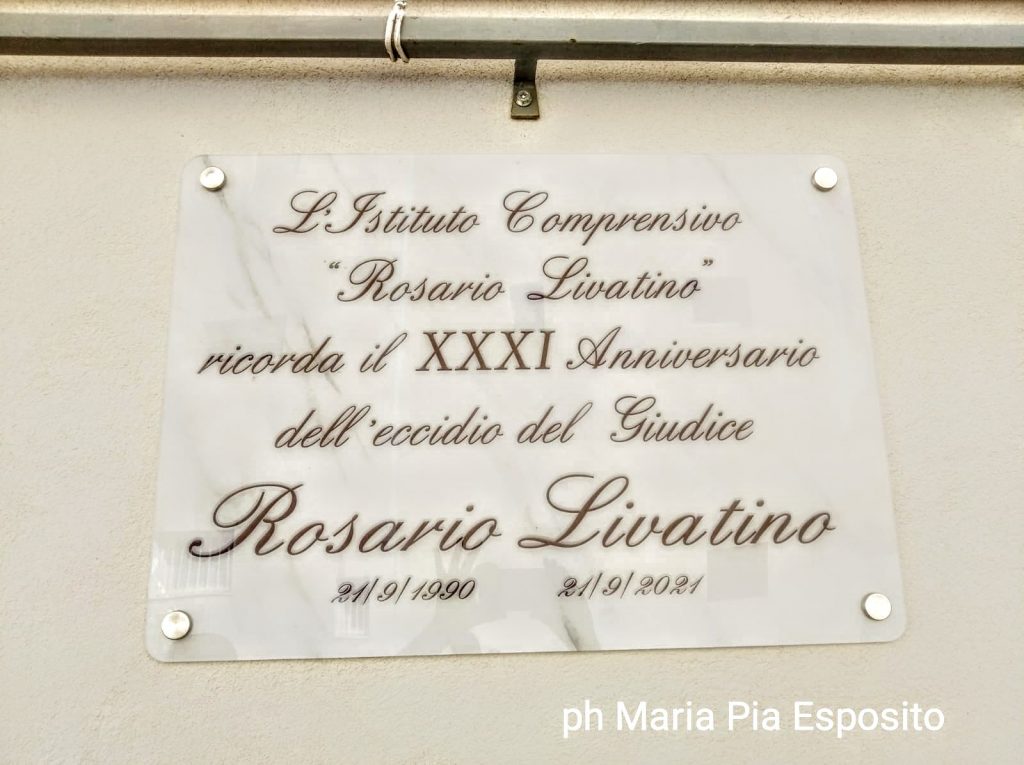 L'Istituto Comprensivo
“Rosario Livatino”
ricorda il XXXI Anniversario
dell'eccidio del Giudice
Rosario Livatino
21/9/1990 21/9/2021
ph Maria Pia Esposito